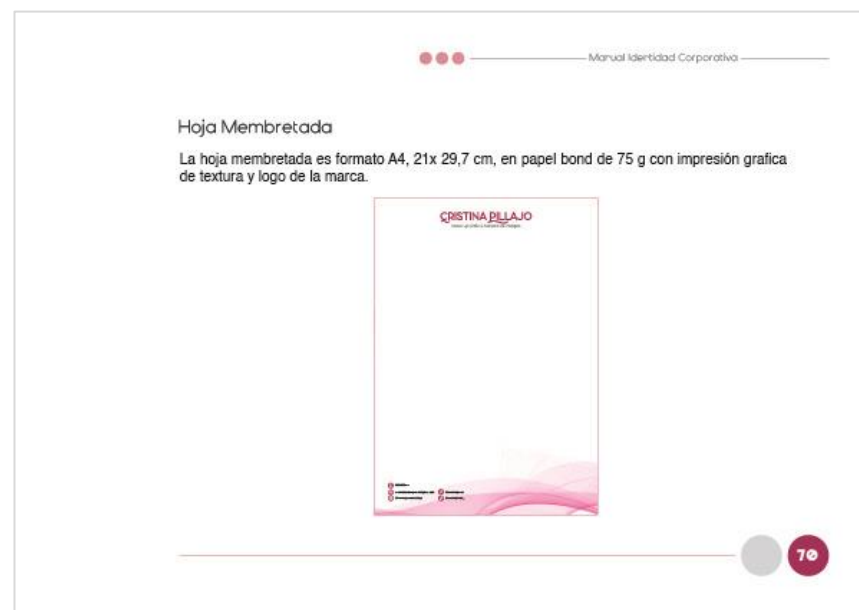 Manual Identidad Corporativa
Hoja Membretada
La hoja membretada es formato A4, 21x 29,7 cm, en papel bond de 75 g con impresión grafica
de textura y logo de la marca.
CRISTINA PILLAJO
70